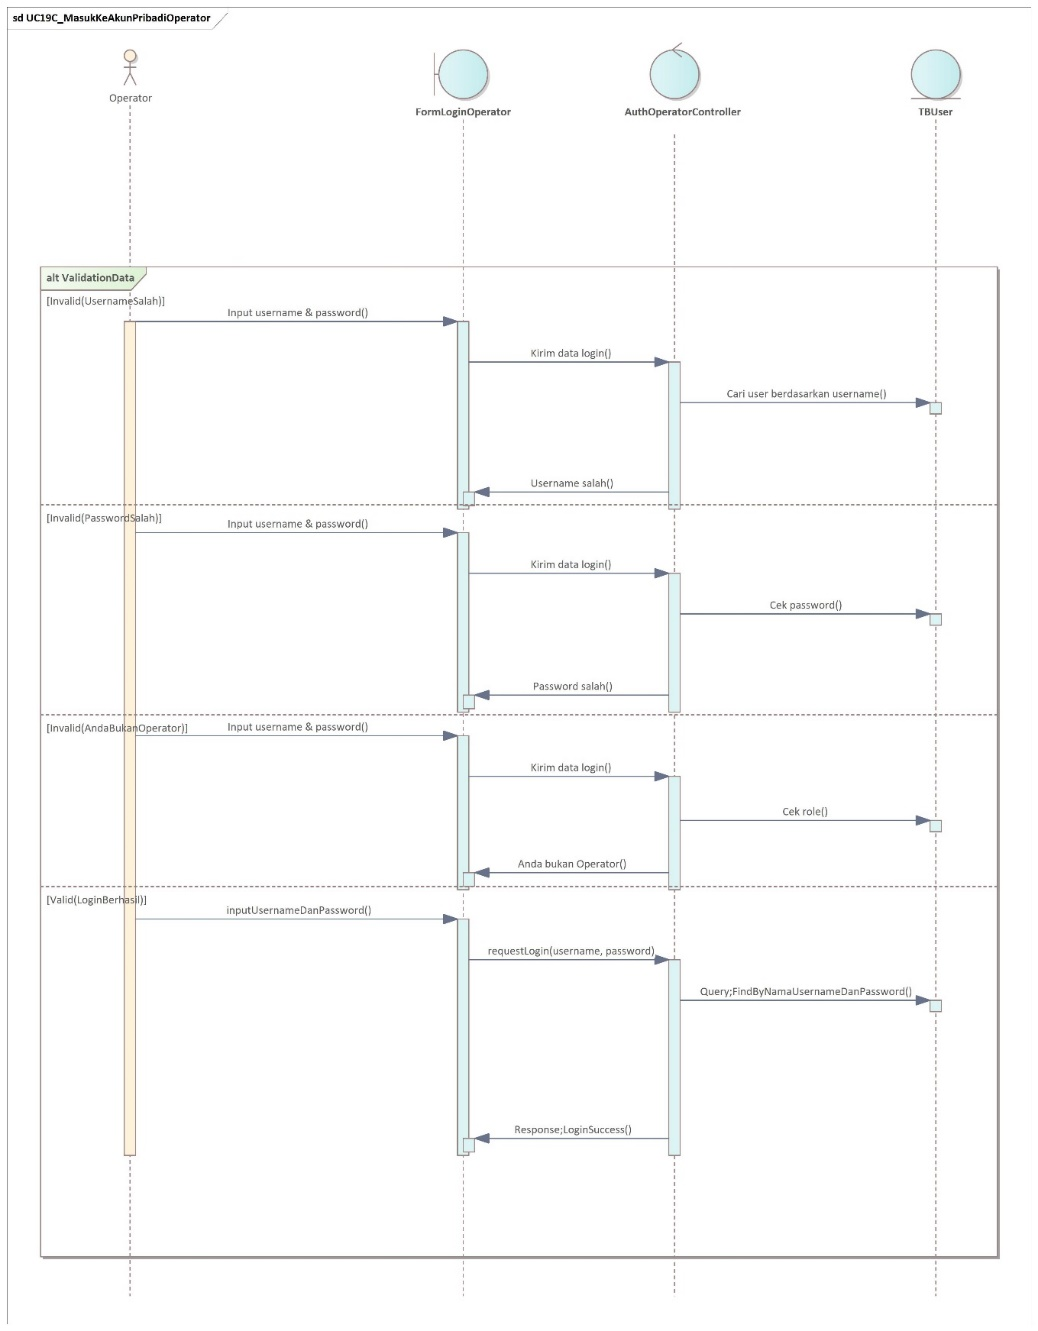 sd UC19C_MasukKeAkunPribadiOperator
Operator
FormLoginOperator
AuthOperatorController
TBUser
alt ValidationData
[Invalid(UsernameSalah)]
Input username & password()
Kirim data login()
Cari user berdasarkan username()
Username salah()
[Invalid(PasswordSalah)]
Input username & password()
Kirim data login()
Cek password()
Password salah()
[Invalid(AndaBukanOperator)]
Input username & password()
Kirim data login()
Cek role()
Anda bukan Operator()
[Valid(LoginBerhasil)]
inputUsernameDanPassword()
requestLogin(username, password)
Query;FindByNamaUsernameDanPassword()
Response;LoginSuccess()